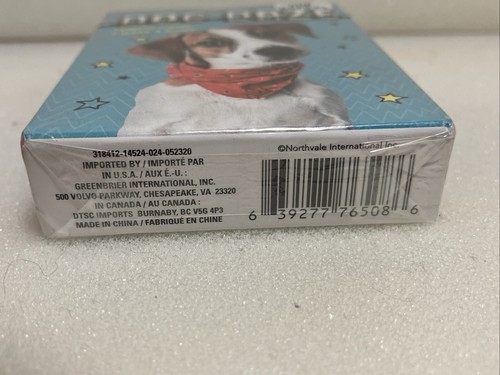 318412-14524-024-052320
IMPORTED BY / IMPORTÉ PAR
IN U.S.A. / AUX É.-U. :
GREENBRIER INTERNATIONAL, INC.
500 VOLVO PARKWAY, CHESAPEAKE, VA 23320
IN CANADA / AU CANADA :
DTSC IMPORTS BURNABY, BC V5G 4P3
MADE IN CHINA / FABRIQUÉ EN CHINE
©Northvale International Inc.
6 39277 76508 6